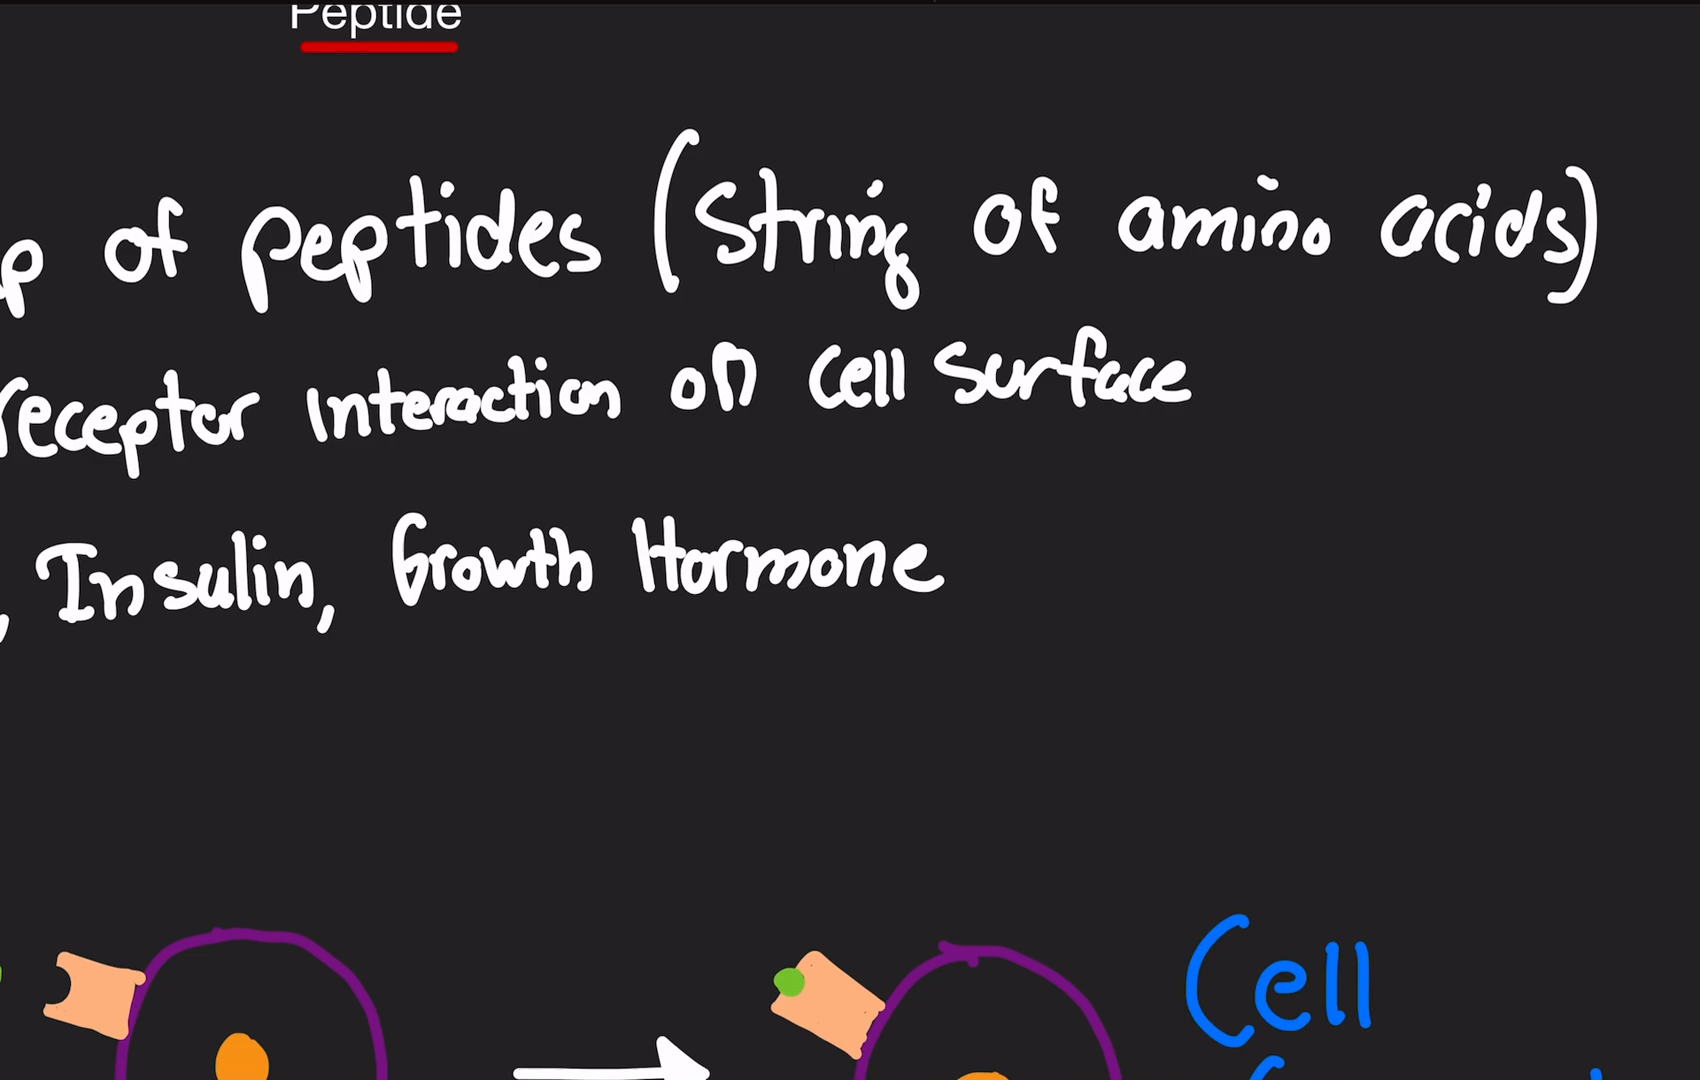 Peptide
p of peptides (String of amino acids)
receptor interaction on cell surface
, Insulin, Growth Hormone
Cell